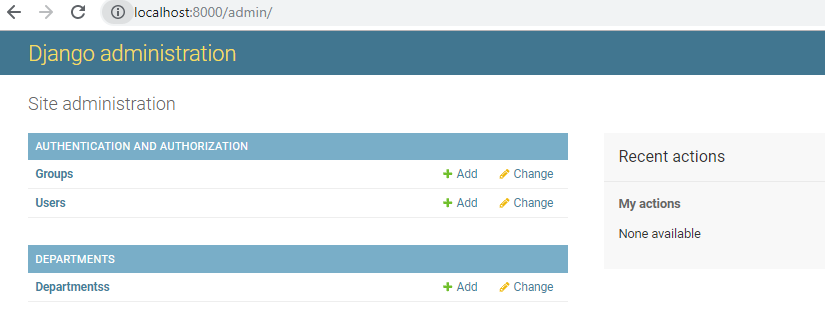 localhost:8000/admin/
Django administration
Site administration
AUTHENTICATION AND AUTHORIZATION
Groups Add Change
Users Add Change
DEPARTMENTS
Departmentss Add Change
Recent actions
My actions
None available